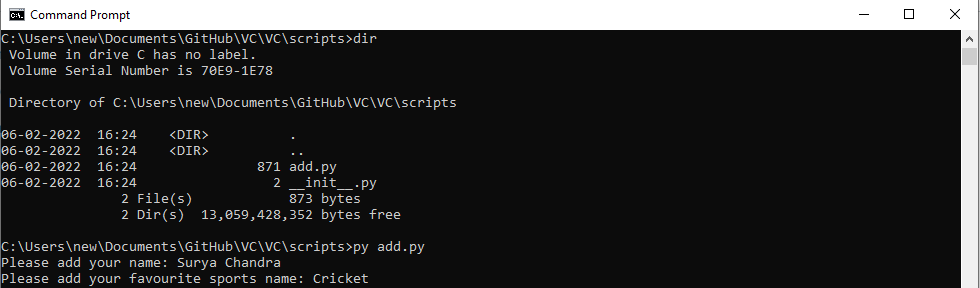 Command Prompt
C:\Users\new\Documents\GitHub\VC\VC\scripts>dir
 Volume in drive C has no label.
 Volume Serial Number is 70E9-1E78

 Directory of C:\Users\new\Documents\GitHub\VC\VC\scripts

06-02-2022  16:24    <DIR>          .
06-02-2022  16:24    <DIR>          ..
06-02-2022  16:24               871 add.py
06-02-2022  16:24                 2 __init__.py
               2 File(s)            873 bytes
               2 Dir(s)  13,059,428,352 bytes free

C:\Users\new\Documents\GitHub\VC\VC\scripts>py add.py
Please add your name: Surya Chandra
Please add your favourite sports name: Cricket